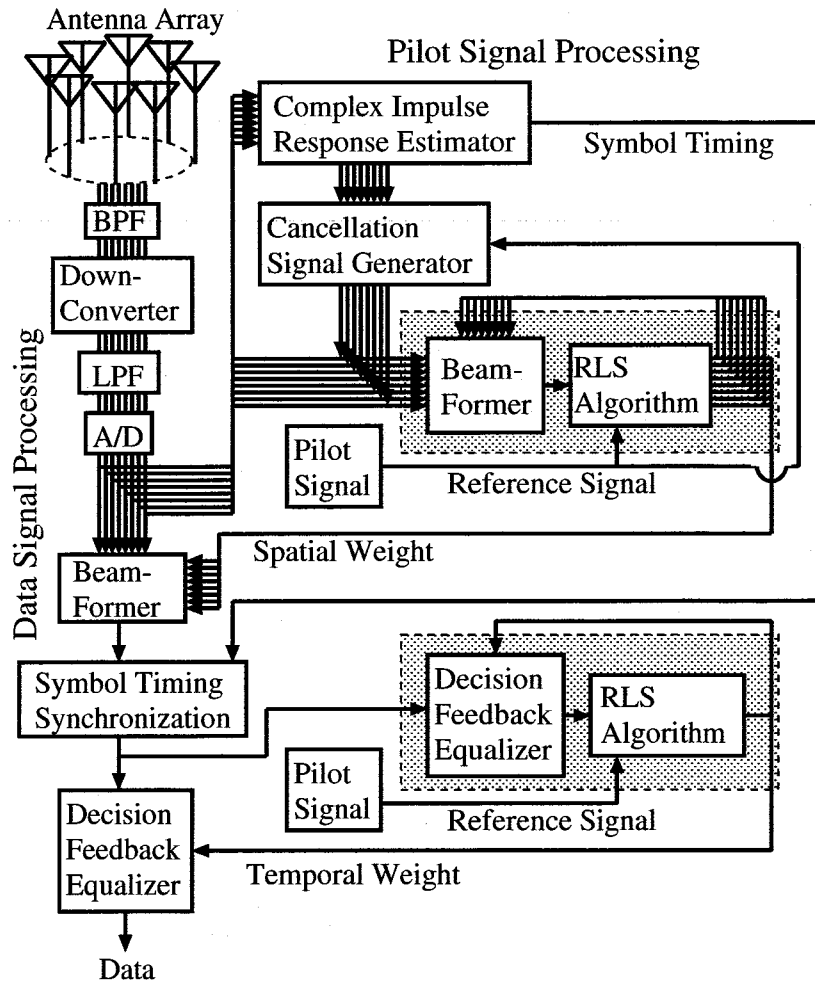 Antenna Array
Pilot Signal Processing
Complex Impulse
Response Estimator
Symbol Timing
BPF
Cancellation
Signal Generator
Down-
Converter
LPF
Beam-
Former
RLS
Algorithm
A/D
Pilot
Signal
Reference Signal
Data Signal Processing
Spatial Weight
Beam-
Former
Symbol Timing
Synchronization
Decision
Feedback
Equalizer
RLS
Algorithm
Pilot
Signal
Reference Signal
Decision
Feedback
Equalizer
Temporal Weight
Data